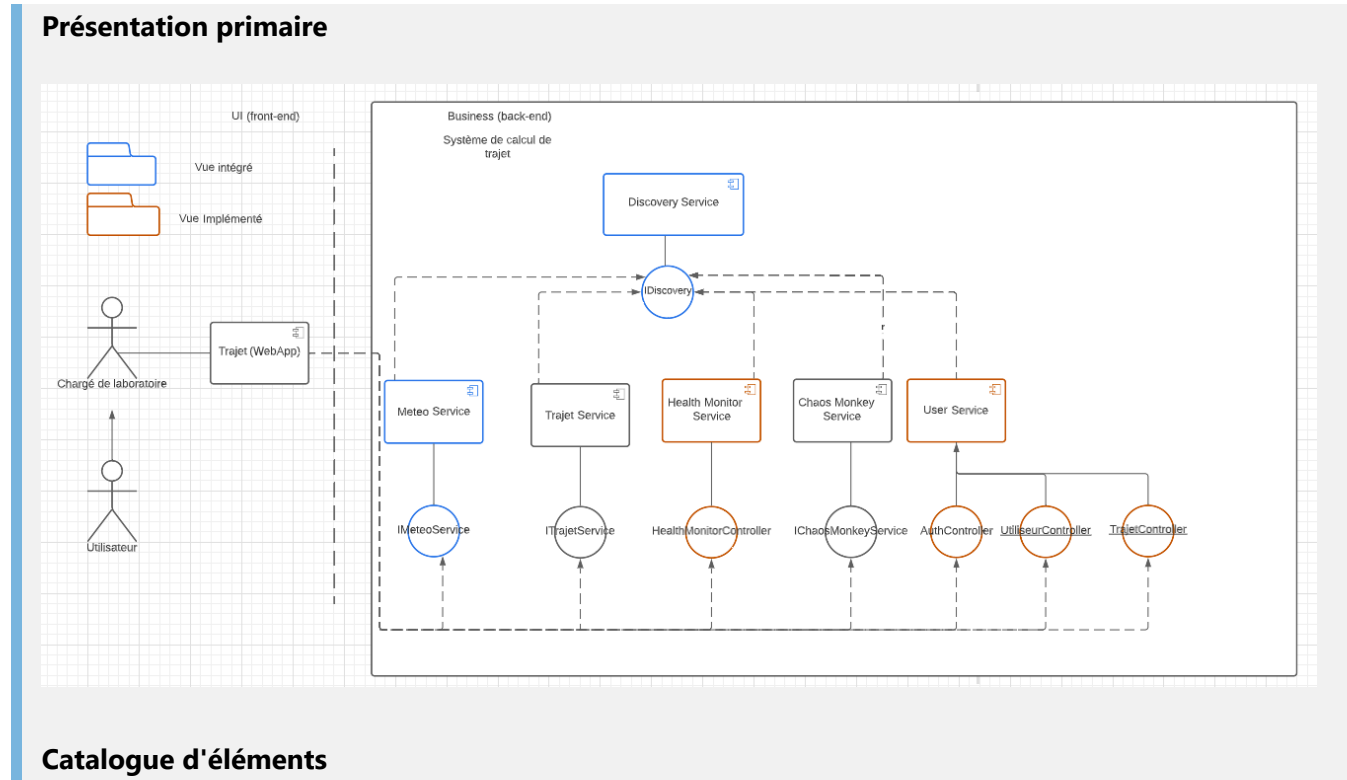 Présentation primaire
UI (front-end)
Business (back-end)
Système de calcul de
trajet
Vue intégré
Vue Implémenté
Discovery Service
IDiscovery
Trajet (WebApp)
Chargé de laboratoire
Utilisateur
Meteo Service
Trajet Service
Health Monitor
Service
Chaos Monkey
Service
User Service
IMeteoService
ITrajetService
HealthMonitorController
IChaosMonkeyService
AuthController
UtiliseurController
TrajetController
r
Catalogue d'éléments